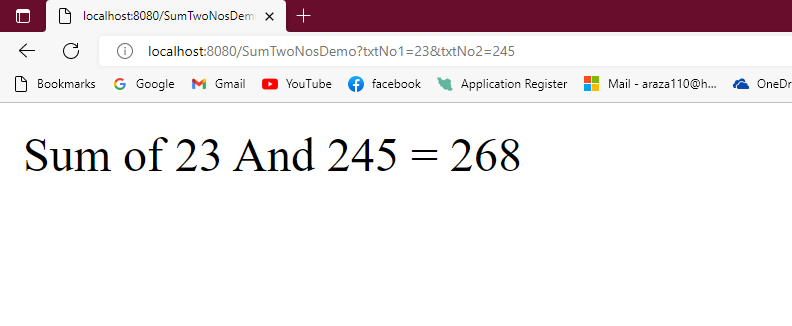 localhost:8080/SumTwoNosDem
localhost:8080/SumTwoNosDemo?txtNo1=23&txtNo2=245
Bookmarks Google Gmail YouTube facebook Application Register Mail - araza110@h... OneDr
Sum of 23 And 245 = 268